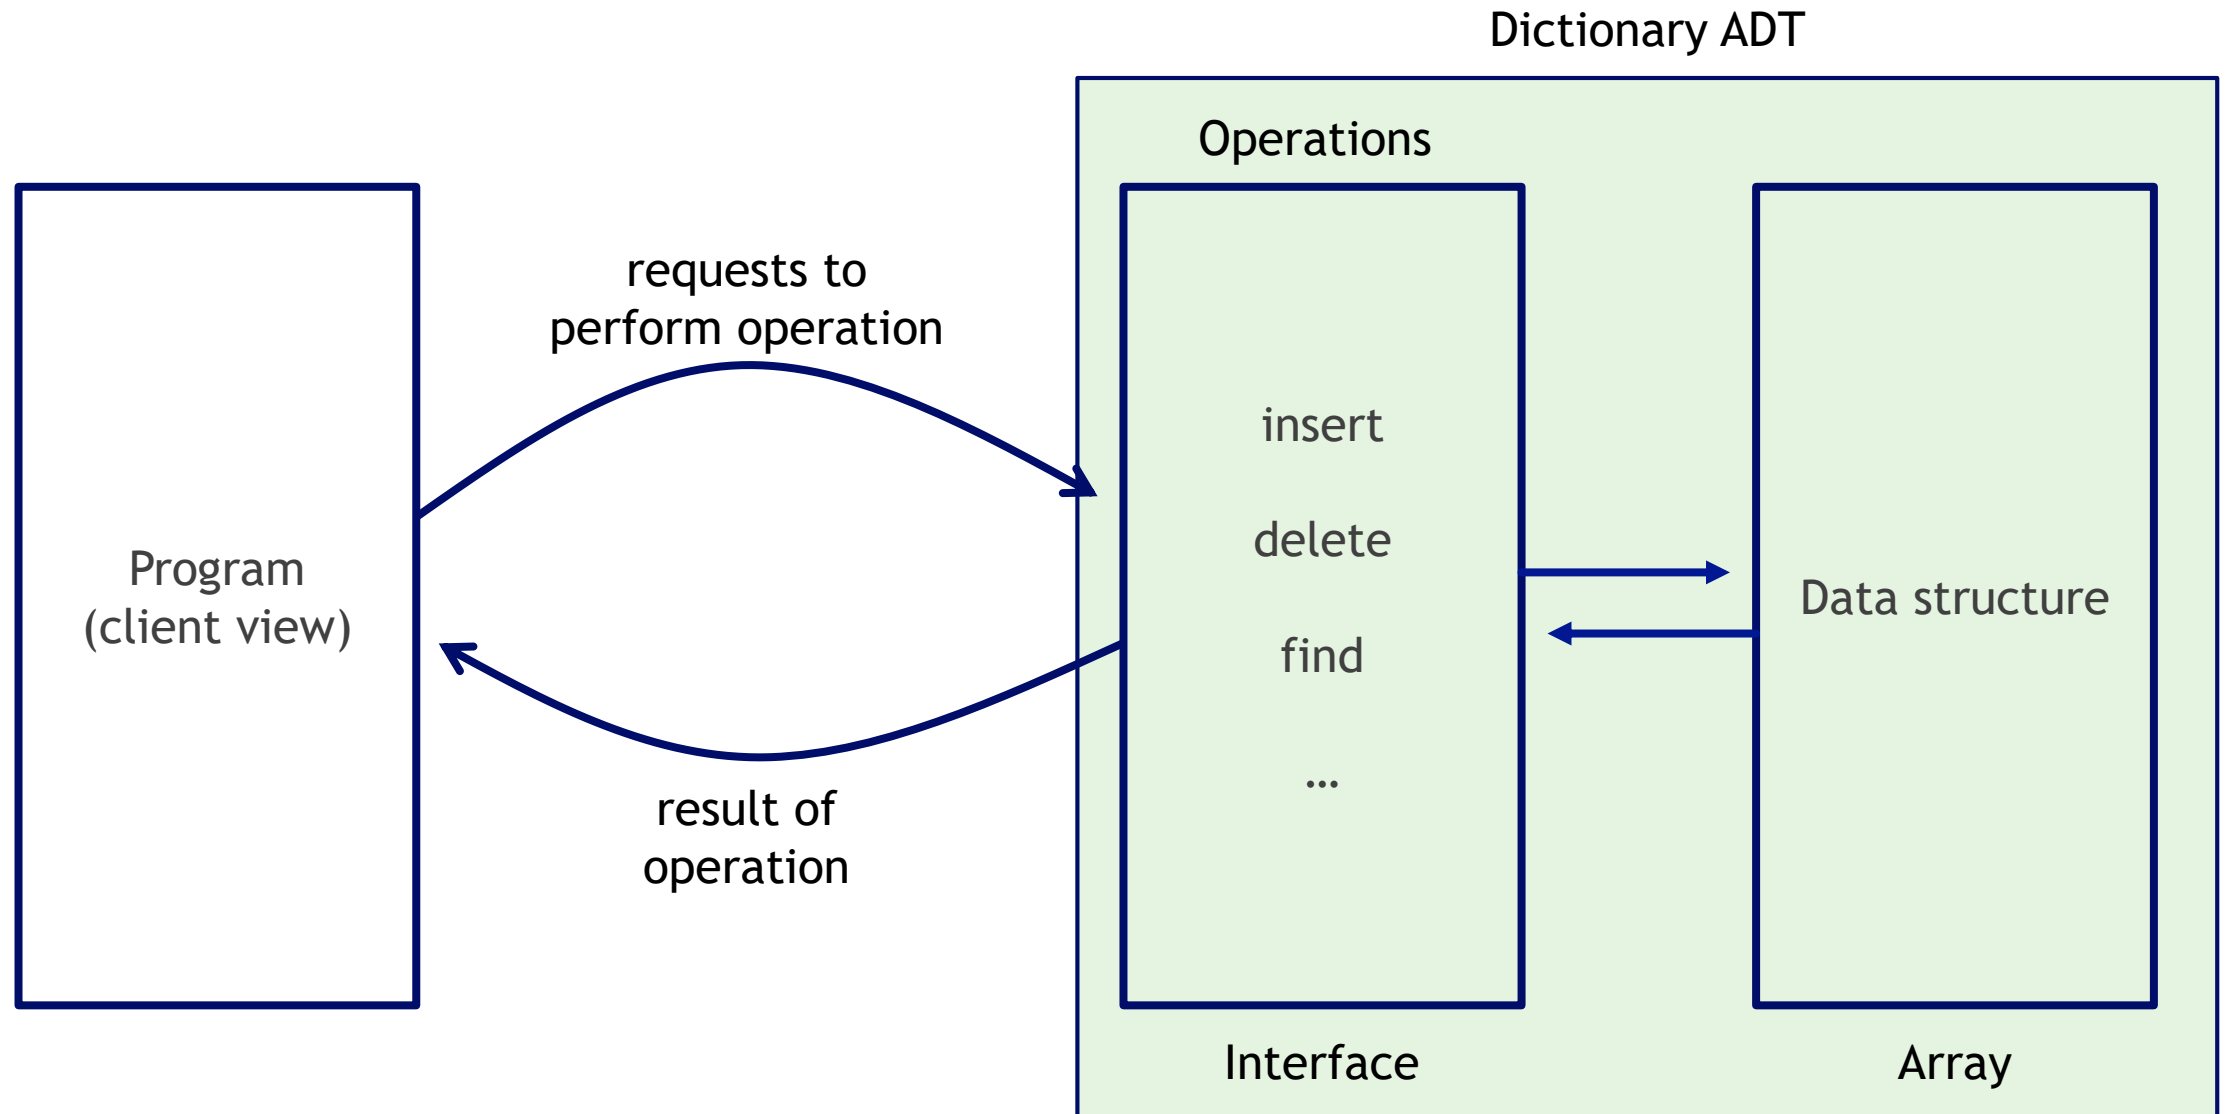 Dictionary ADT
Operations
requests to
perform operation
insert
delete
find
...
Program
(client view)
Data structure
result of
operation
Interface
Array